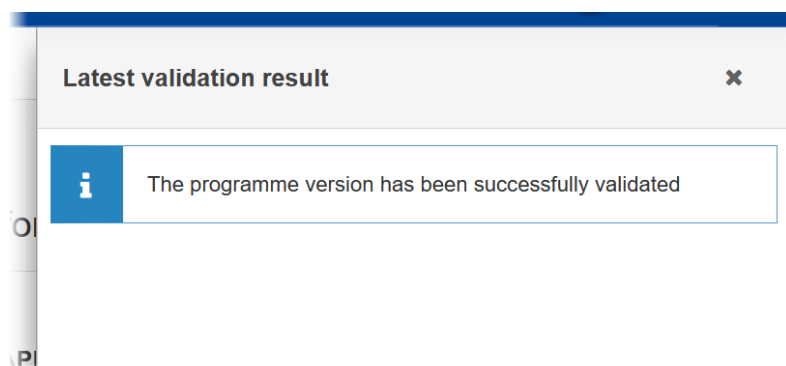 Latest validation result
The programme version has been successfully validated